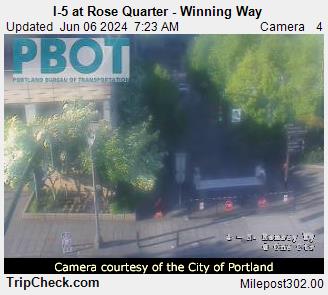 I-5 at Rose Quarter - Winning Way
Updated Jun 06 2024 7:23 AM Camera 4
PBOT
PORTLAND BUREAU OF TRANSPORTATION
Camera courtesy of the City of Portland
TripCheck.com Milepost302.00